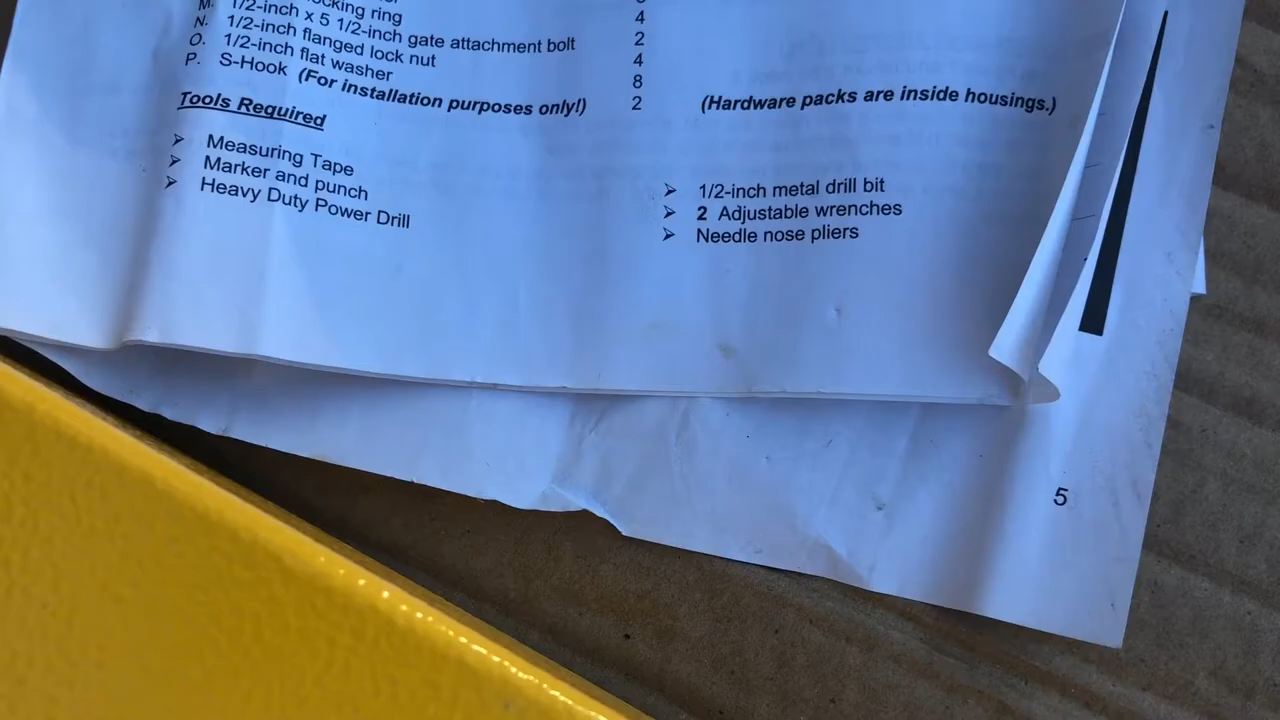 ring 4
M. 1/2-inch x 5 1/2-inch gate attachment bolt 2
N. 1/2-inch flanged lock nut 4
O. 1/2-inch flat washer 8
P. S-Hook (For installation purposes only!) 2 (Hardware packs are inside housings.)
Tools Required
➢ Measuring Tape
➢ Marker and punch
➢ Heavy Duty Power Drill
➢ 1/2-inch metal drill bit
➢ 2 Adjustable wrenches
➢ Needle nose pliers
5